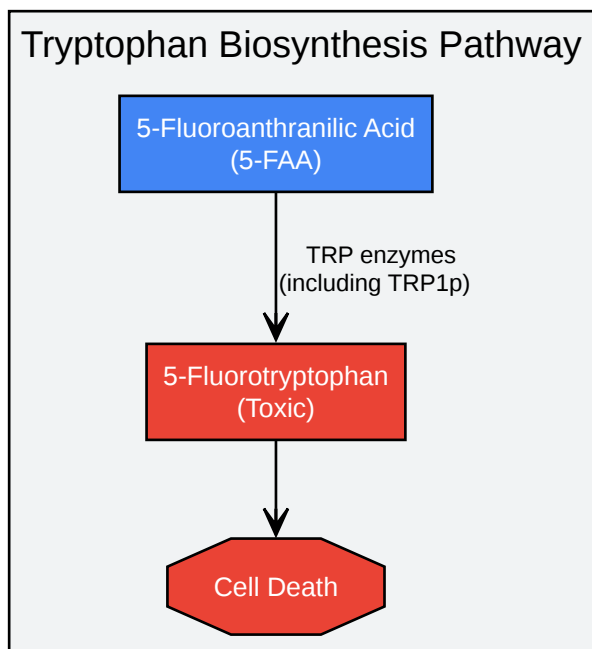 Tryptophan Biosynthesis Pathway
5-Fluoroanthranilic Acid
(5-FAA)
TRP enzymes
(including TRP1p)
5-Fluorotryptophan
(Toxic)
Cell Death